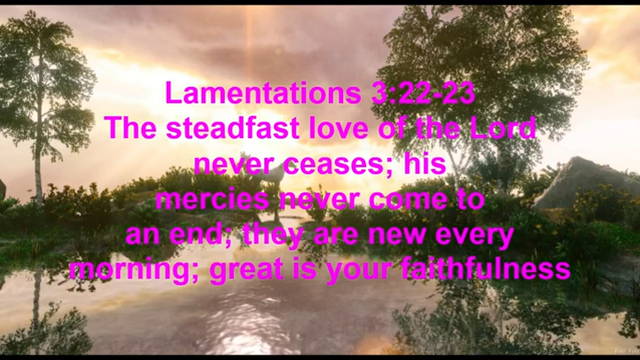 Lamentations 3:22-23
The steadfast love of the Lord
never ceases; his
mercies never come to
an end; they are new every
morning; great is your faithfulness